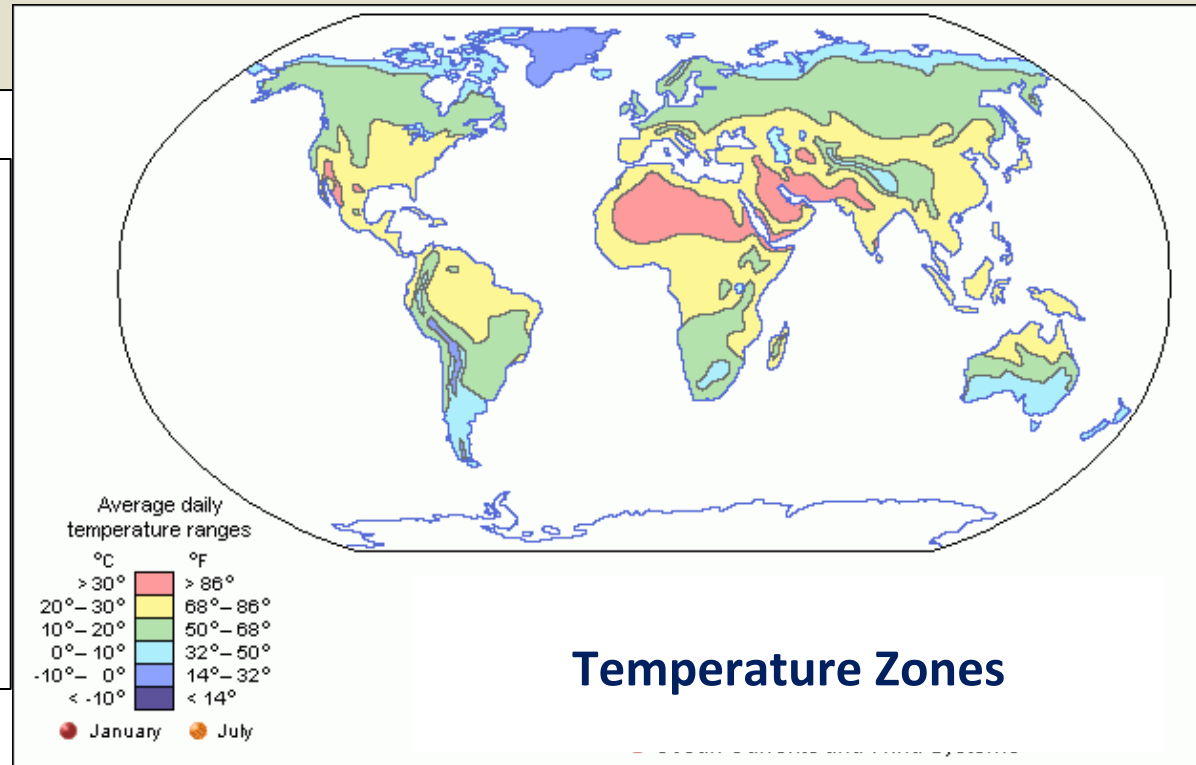 Average daily
temperature ranges
°C °F
> 30° > 86°
20°– 30° 68°– 86°
10°– 20° 50°– 68°
0°– 10° 32°– 50°
-10°– 0° 14°– 32°
< -10° < 14°
January July
Temperature Zones